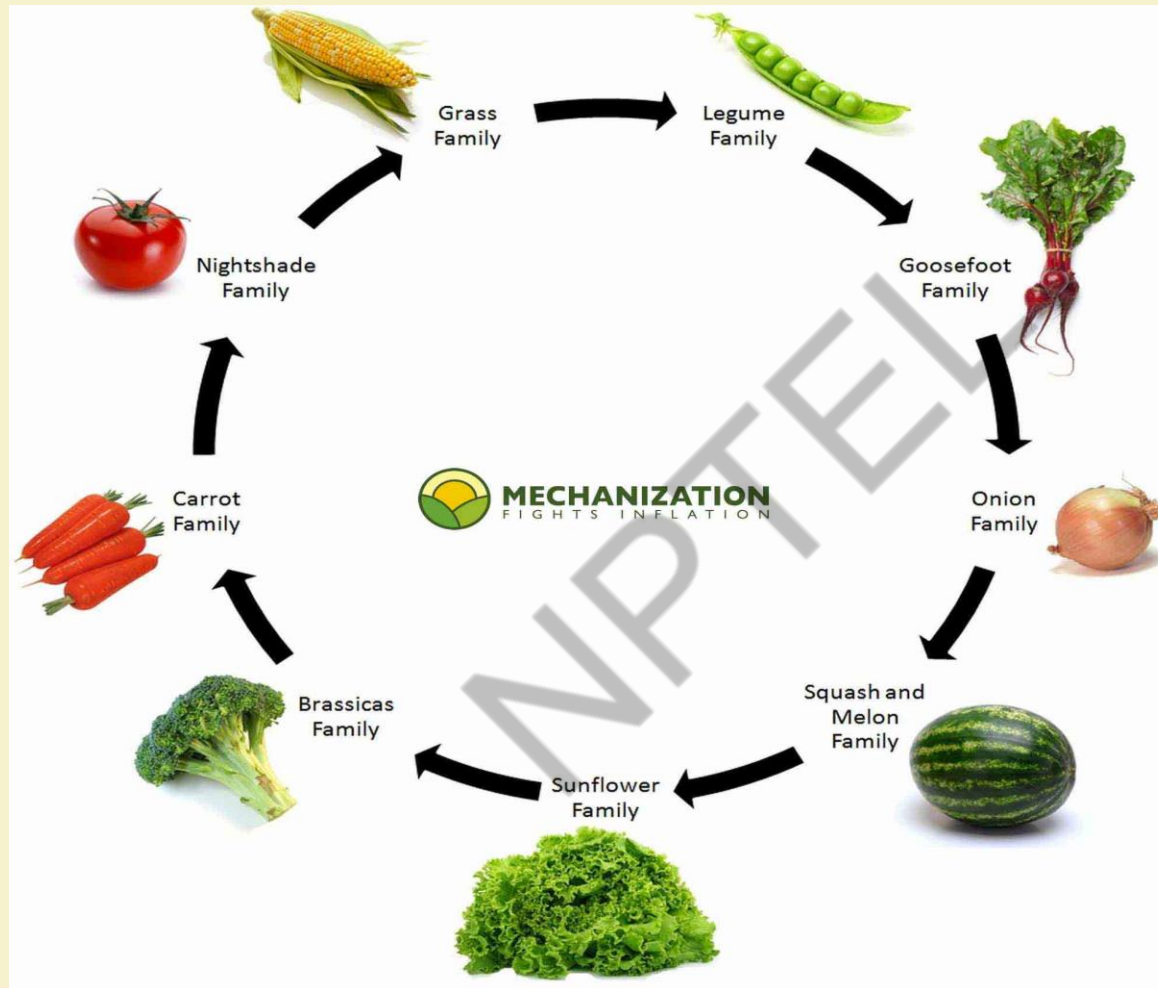 Grass
Family
Legume
Family
Goosefoot
Family
Onion
Family
Squash and
Melon
Family
Sunflower
Family
Brassicas
Family
Carrot
Family
Nightshade
Family
MECHANIZATION
FIGHTS INFLATION
NPTEL